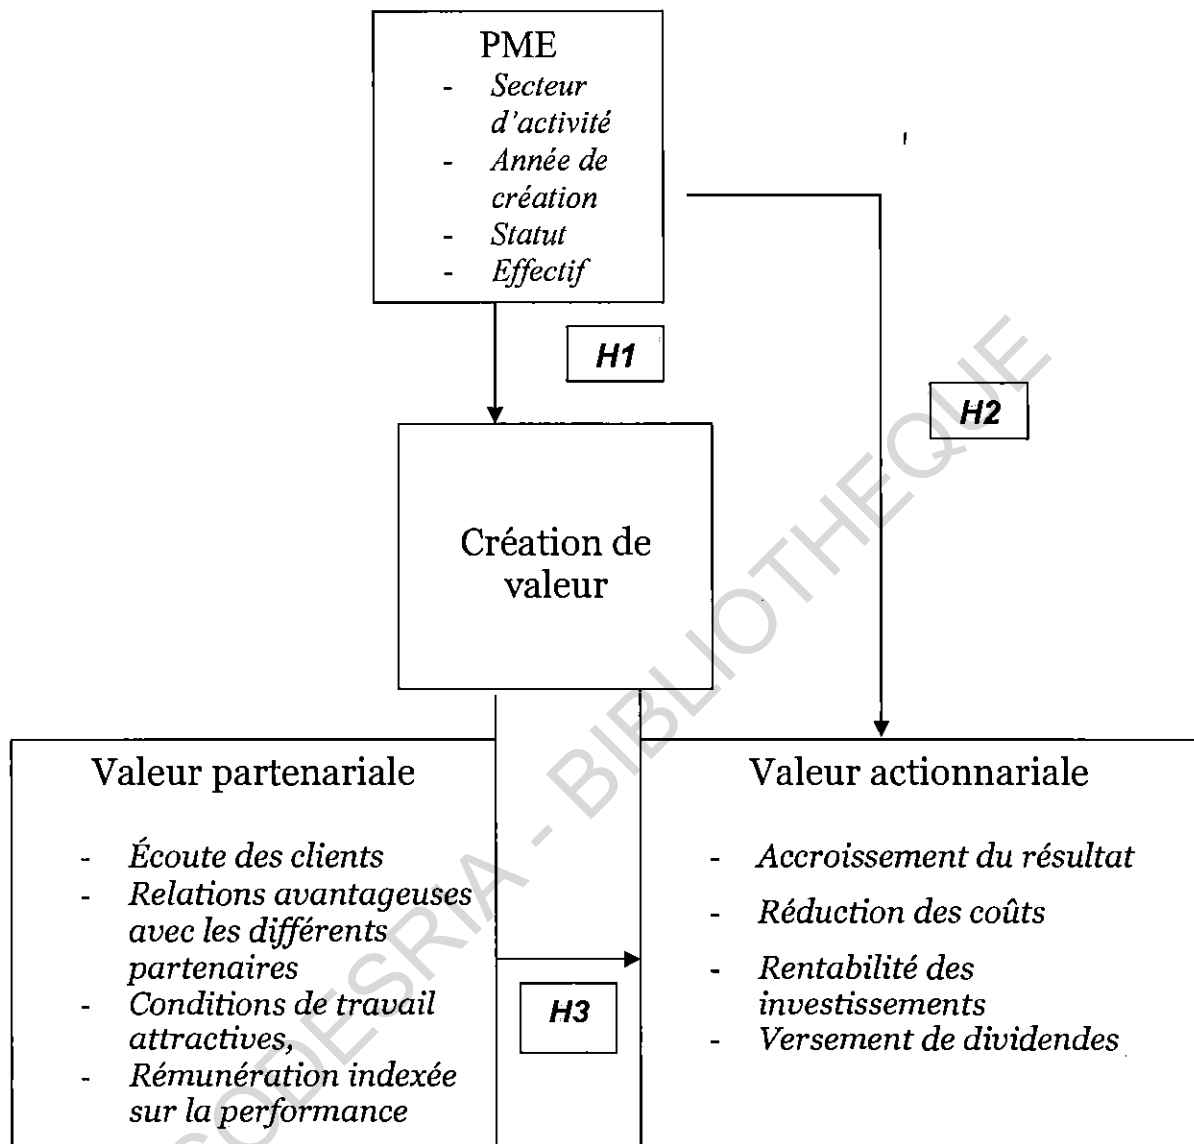 PME
- Secteur
d'activité
- Année de
création
- Statut
- Effectif
H1
H2
Création de
valeur
Valeur partenariale
- Écoute des clients
- Relations avantageuses
avec les différents
partenaires
- Conditions de travail
attractives,
- Rémunération indexée
sur la performance
H3
Valeur actionnariale
- Accroissement du résultat
- Réduction des coûts
- Rentabilité des
investissements
- Versement de dividendes
CODESRIA - BIBLIOTHEQUE